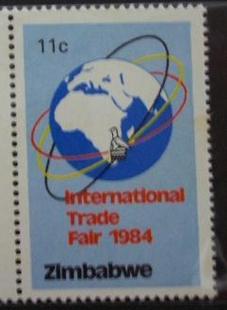 11c
International
Trade
Fair 1984
Zimbabwe